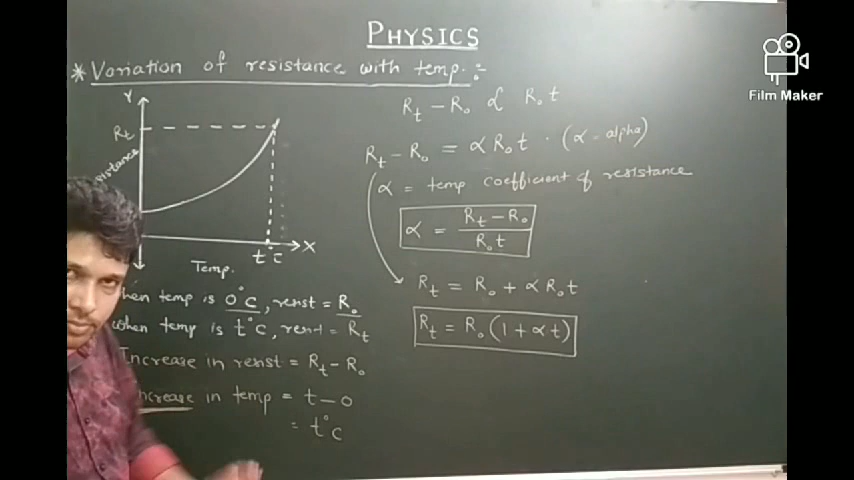 PHYSICS
* Variation of resistance with temp. :-
Film Maker
Y
Rt
X
t°C
Temp.
Rt - R₀ ∝ R₀ t
Rt - R₀ = α R₀ t . (α - alpha)
α = temp coefficient of resistance
α = (Rt - R₀) / (R₀ t)
Rt = R₀ + α R₀ t
Rt = R₀ (1 + α t)
hen temp is 0°C, resist = R₀
when temp is t°C, resist = Rt
Increase in resist = Rt - R₀
Increase in temp = t - 0
= t°C